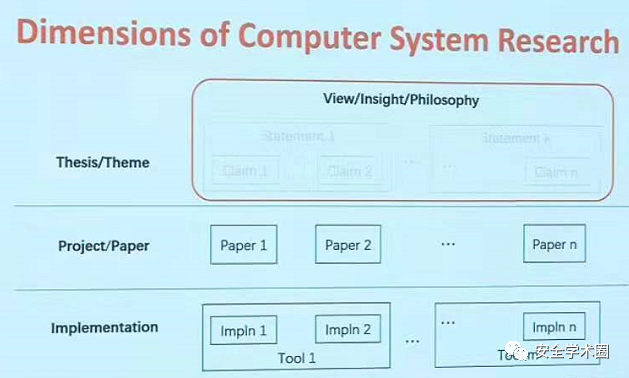 Dimensions of Computer System Research
View/Insight/Philosophy
Statement 1
Statement k
Thesis/Theme
Claim 1
Claim 2
...
...
Claim n
Project/Paper
Paper 1
Paper 2
...
Paper n
Implementation
Impln 1
Impln 2
...
...
Impln n
Tool 1
安全学术圈